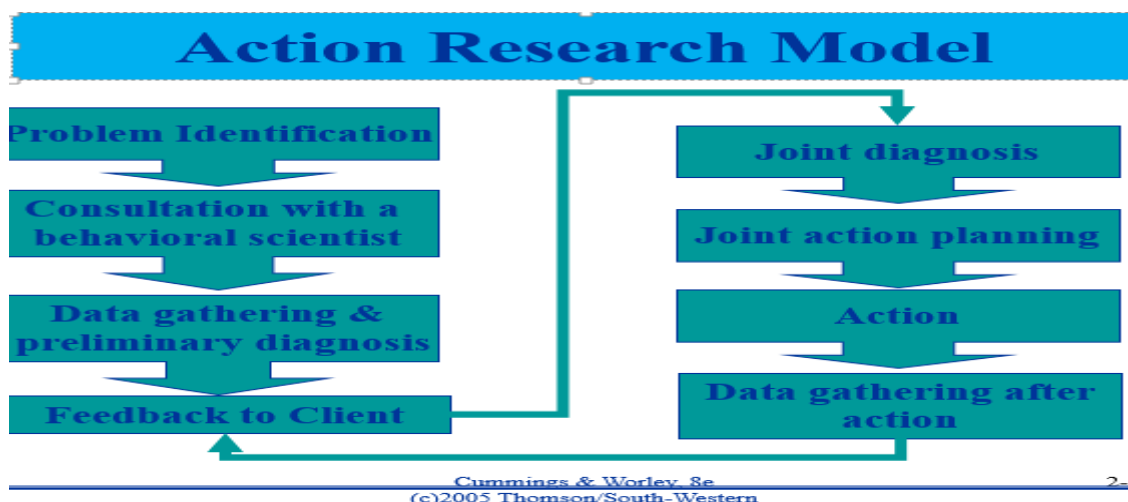 Action Research Model
Problem Identification
Consultation with a
behavioral scientist
Data gathering &
preliminary diagnosis
Feedback to Client
Joint diagnosis
Joint action planning
Action
Data gathering after
action
Cummings & Worley, 8e
(c)2005 Thomson/South-Western
2-